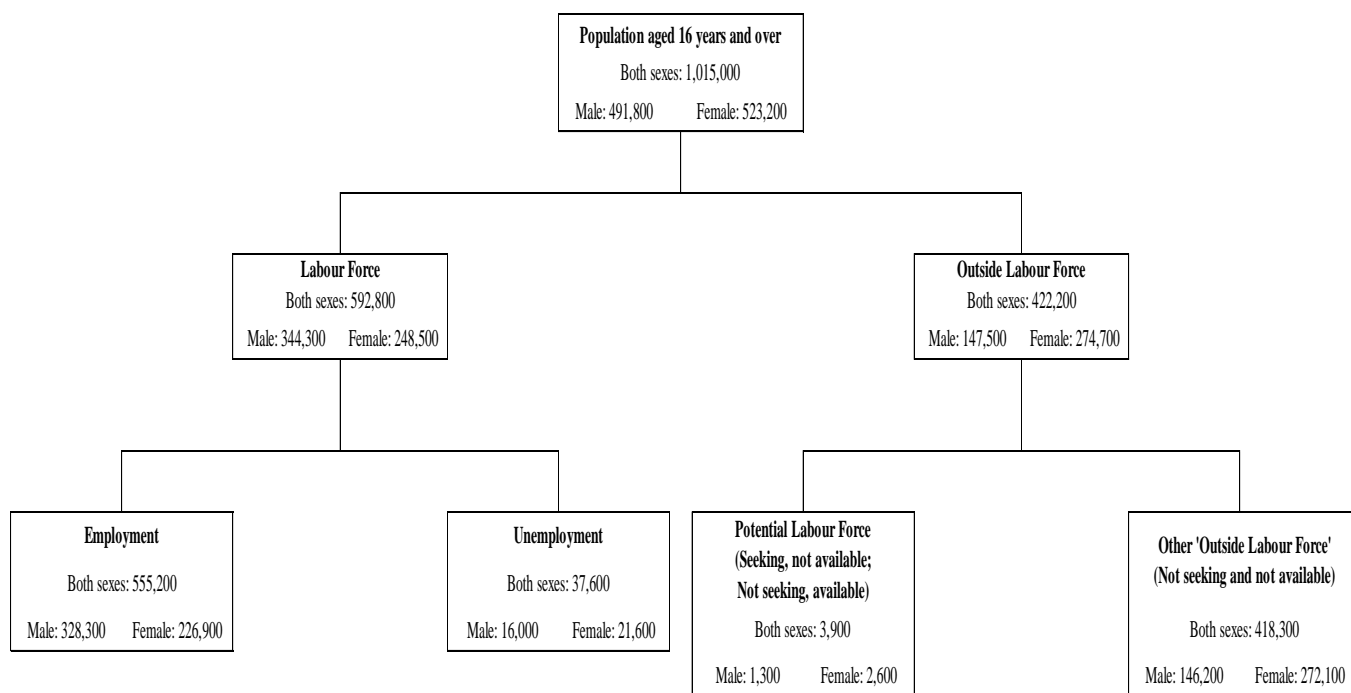 Population aged 16 years and over
Both sexes: 1,015,000
Male: 491,800 Female: 523,200
Labour Force
Both sexes: 592,800
Male: 344,300 Female: 248,500
Outside Labour Force
Both sexes: 422,200
Male: 147,500 Female: 274,700
Employment
Both sexes: 555,200
Male: 328,300 Female: 226,900
Unemployment
Both sexes: 37,600
Male: 16,000 Female: 21,600
Potential Labour Force
(Seeking, not available;
Not seeking, available)
Both sexes: 3,900
Male: 1,300 Female: 2,600
Other 'Outside Labour Force'
(Not seeking and not available)
Both sexes: 418,300
Male: 146,200 Female: 272,100